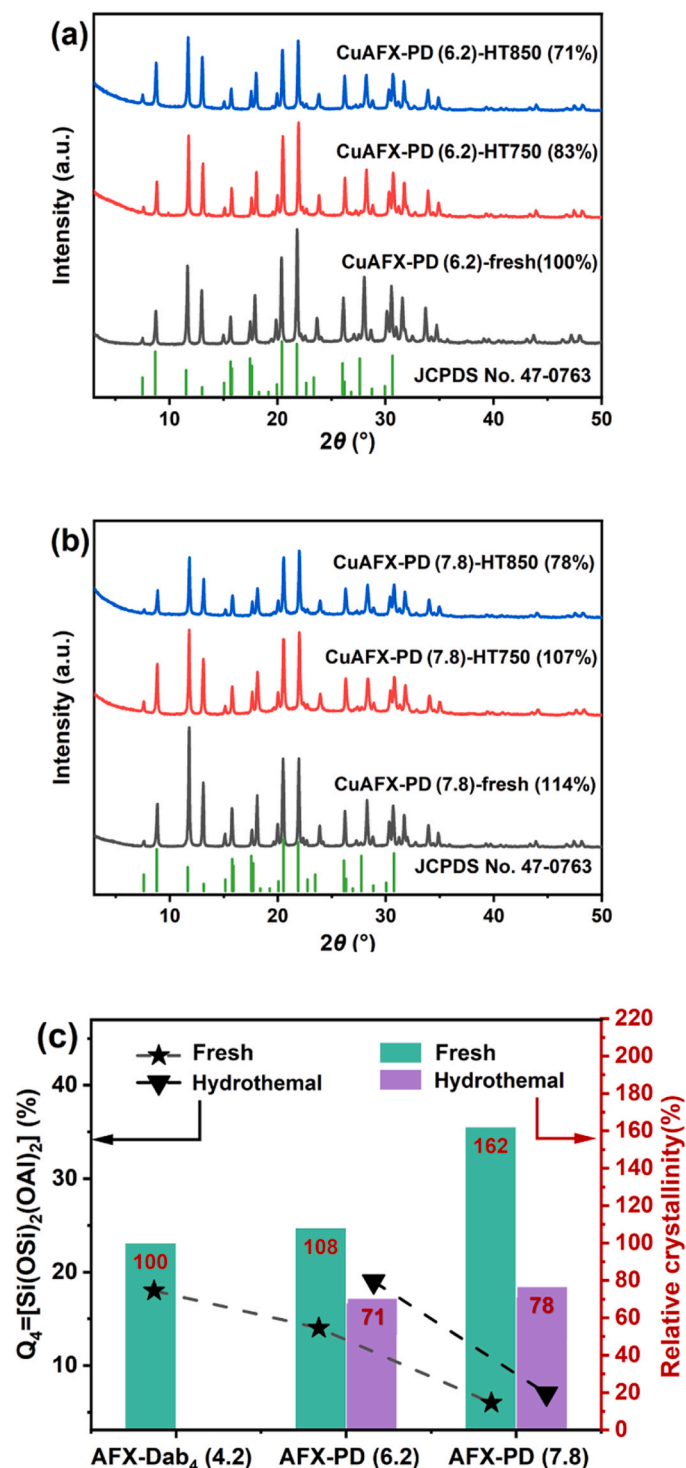 (a)
CuAFX-PD (6.2)-HT850 (71%)
CuAFX-PD (6.2)-HT750 (83%)
CuAFX-PD (6.2)-fresh(100%)
JCPDS No. 47-0763
Intensity (a.u.)
10 20 30 40 50
2θ (°)
(b)
CuAFX-PD (7.8)-HT850 (78%)
CuAFX-PD (7.8)-HT750 (107%)
CuAFX-PD (7.8)-fresh (114%)
JCPDS No. 47-0763
Intensity (a.u.)
10 20 30 40 50
2θ (°)
(c)
Fresh
Hydrothemal
Fresh
Hydrothemal
Q₄=[Si(OSi)₂(OAl)₂] (%)
40
30
20
10
Relative crystallinity(%)
220
200
180
160
140
120
100
80
60
40
20
0
100
108
71
162
78
AFX-Dab₄ (4.2) AFX-PD (6.2) AFX-PD (7.8)